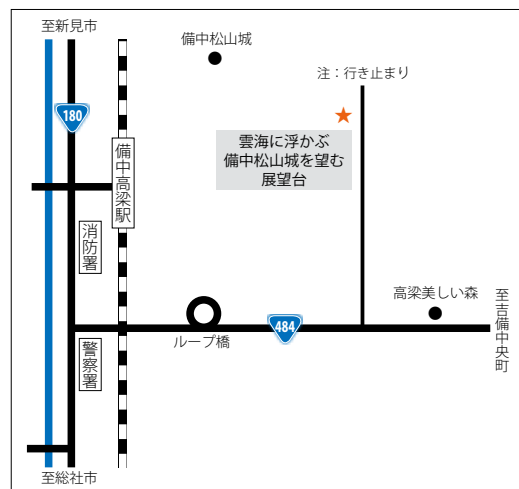 至新見市
備中松山城
注：行き止まり
180
雲海に浮かぶ
備中松山城を望む
展望台
備中高梁駅
消防署
高梁美しい森
至吉備中央町
484
ループ橋
警察署
至総社市